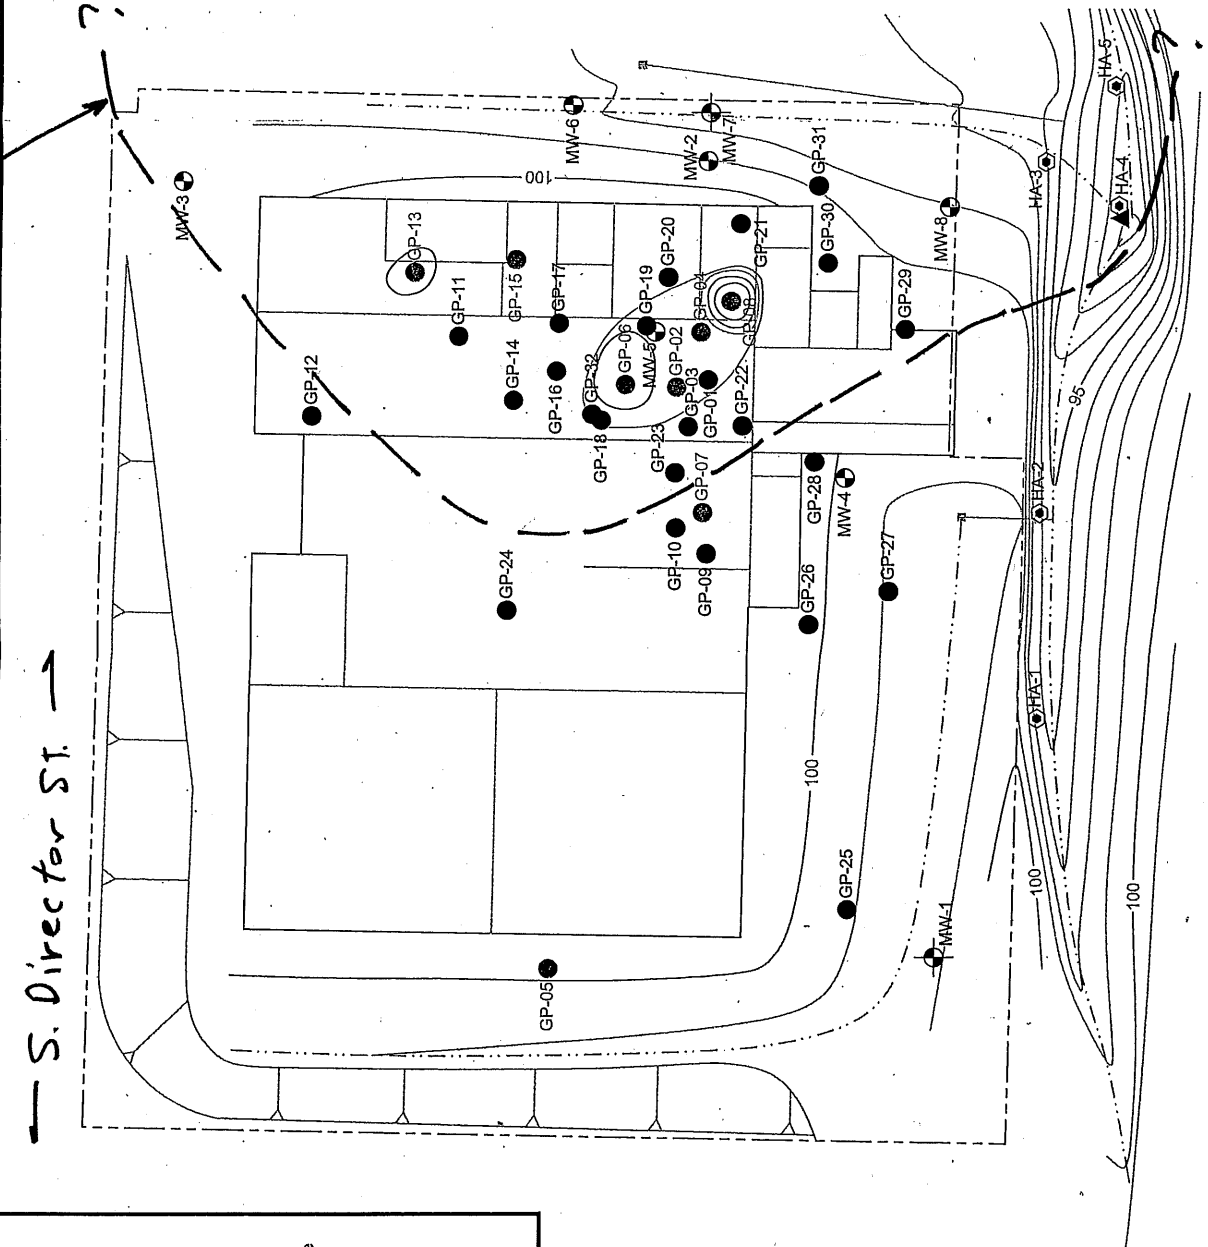 ?
?
S. Director ST.
HA-5
MW-6
MW-7
MW-2
GP-31
HA-3
HA-4
MW-3
100
GP-30
MW-8
GP-13
GP-20
GP-21
GP-15
GP-17
GP-19
GP-04
GP-08
GP-29
GP-11
GP-12
GP-14
GP-16
GP-32
GP-06
MW-5
GP-02
GP-03
GP-01
GP-22
95
GP-18
GP-23
GP-07
GP-28
MW-4
HA-2
GP-10
GP-09
GP-24
GP-26
GP-27
HA-1
100
GP-25
100
100
MW-1
GP-05